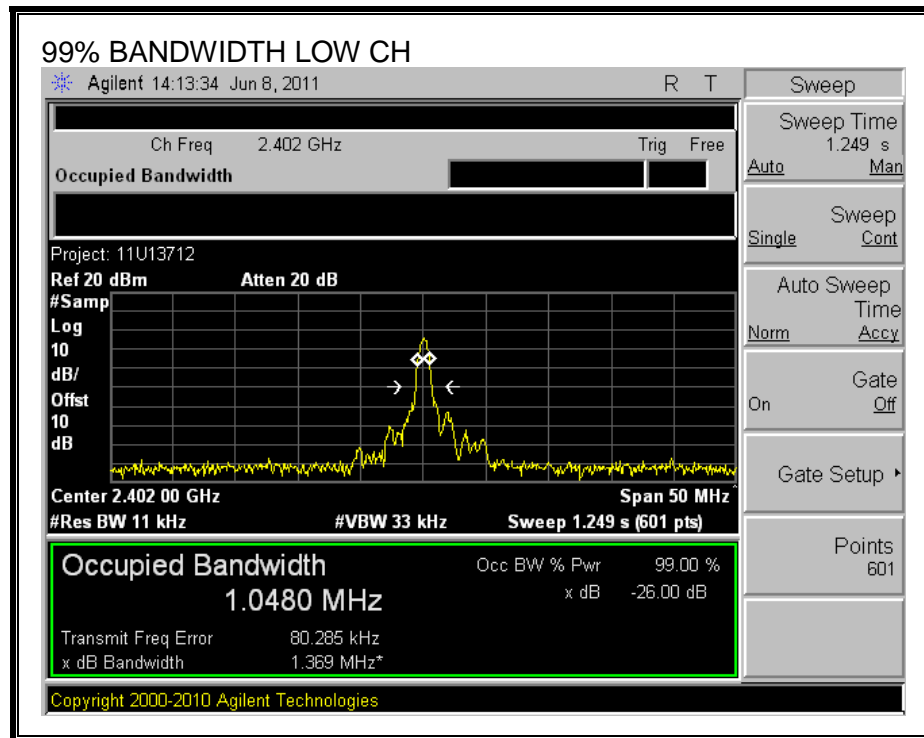 99% BANDWIDTH LOW CH
Agilent 14:13:34 Jun 8, 2011 R T
Ch Freq 2.402 GHz Trig Free
Occupied Bandwidth
Project: 11U13712
Ref 20 dBm Atten 20 dB
#Samp
Log
10
dB/
Offst
10
dB
Center 2.402 00 GHz Span 50 MHz^
#Res BW 11 kHz #VBW 33 kHz Sweep 1.249 s (601 pts)
Occupied Bandwidth Occ BW % Pwr 99.00 %
1.0480 MHz x dB -26.00 dB
Transmit Freq Error 80.285 kHz
x dB Bandwidth 1.369 MHz*
Copyright 2000-2010 Agilent Technologies
Sweep
Sweep Time
1.249 s
Auto Man
Sweep
Single Cont
Auto Sweep
Time
Norm Accy
Gate
On Off
Gate Setup
Points
601